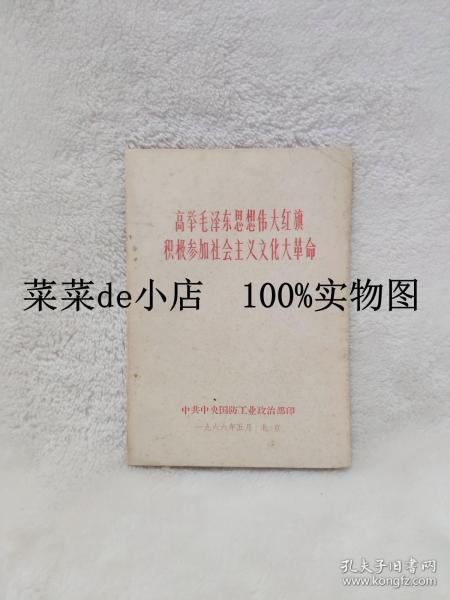 高举毛泽东思想伟大红旗
积极参加社会主义文化大革命
菜菜de小店 100%实物图
中共中央国防工业政治部印
一九六六年五月 北京
孔夫子旧书网
www.kongfz.com